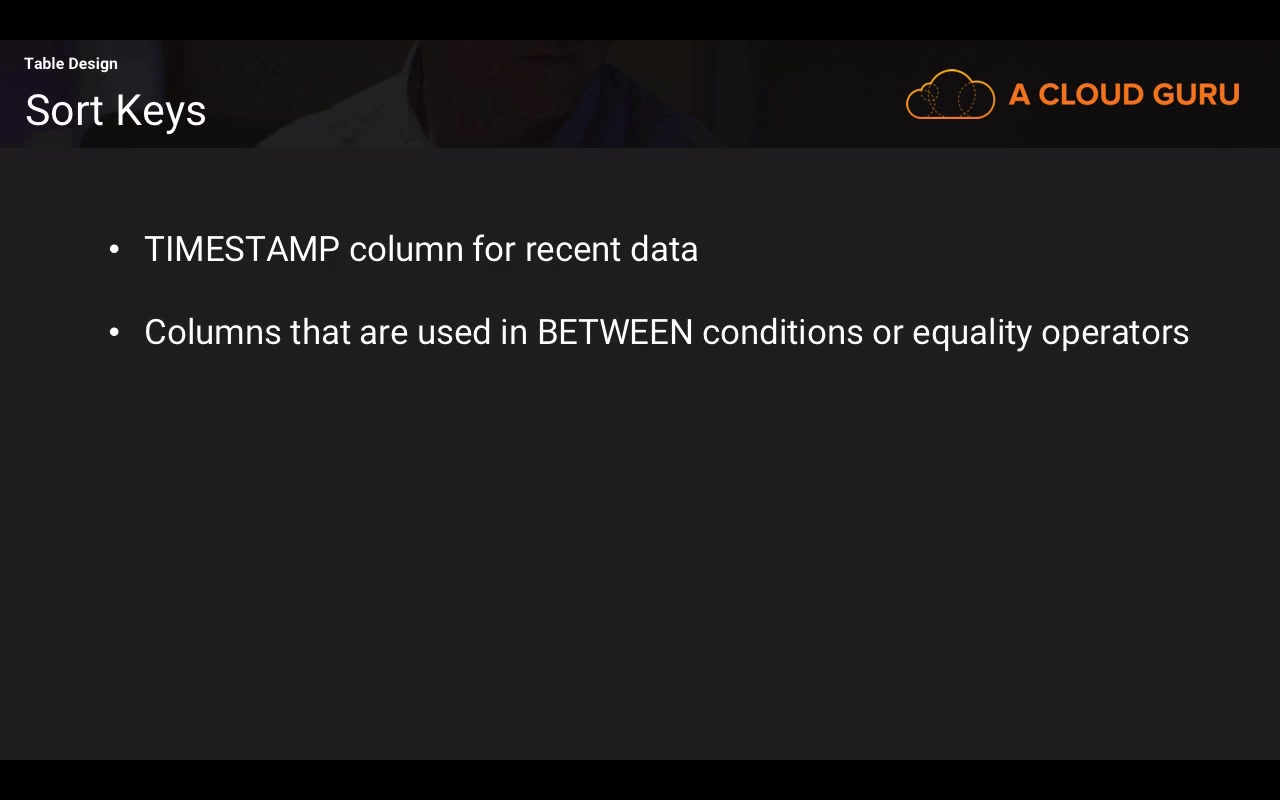 Table Design
Sort Keys
A CLOUD GURU
• TIMESTAMP column for recent data
• Columns that are used in BETWEEN conditions or equality operators